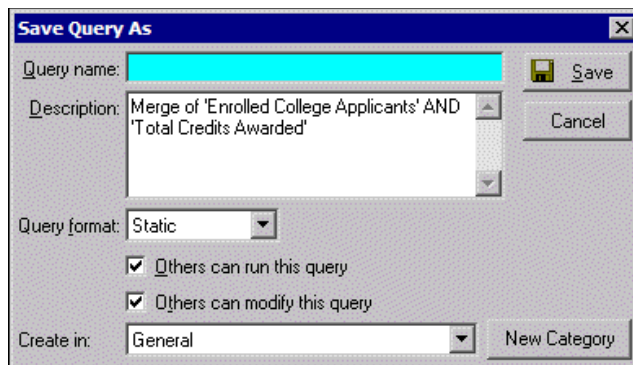 Save Query As
Query name:
Save
Description:
Merge of 'Enrolled College Applicants' AND
'Total Credits Awarded'
Cancel
Query format:
Static
Others can run this query
Others can modify this query
Create in:
General
New Category